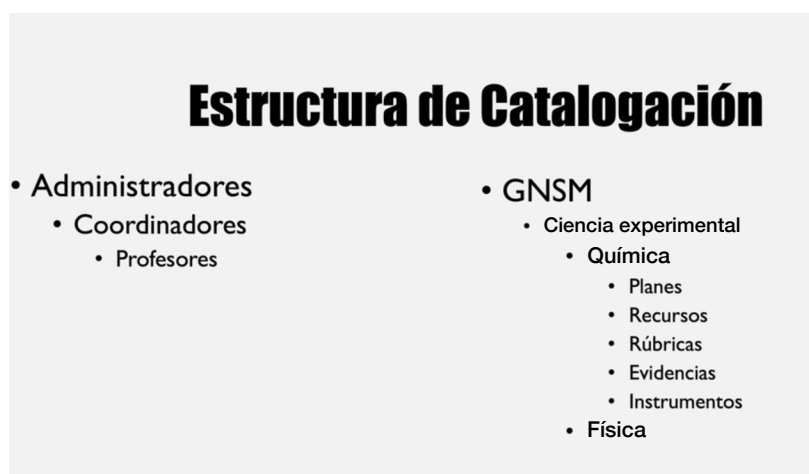 Estructura de Catalogación
• Administradores
• Coordinadores
• Profesores
• GNSM
• Ciencia experimental
• Química
• Planes
• Recursos
• Rúbricas
• Evidencias
• Instrumentos
• Física